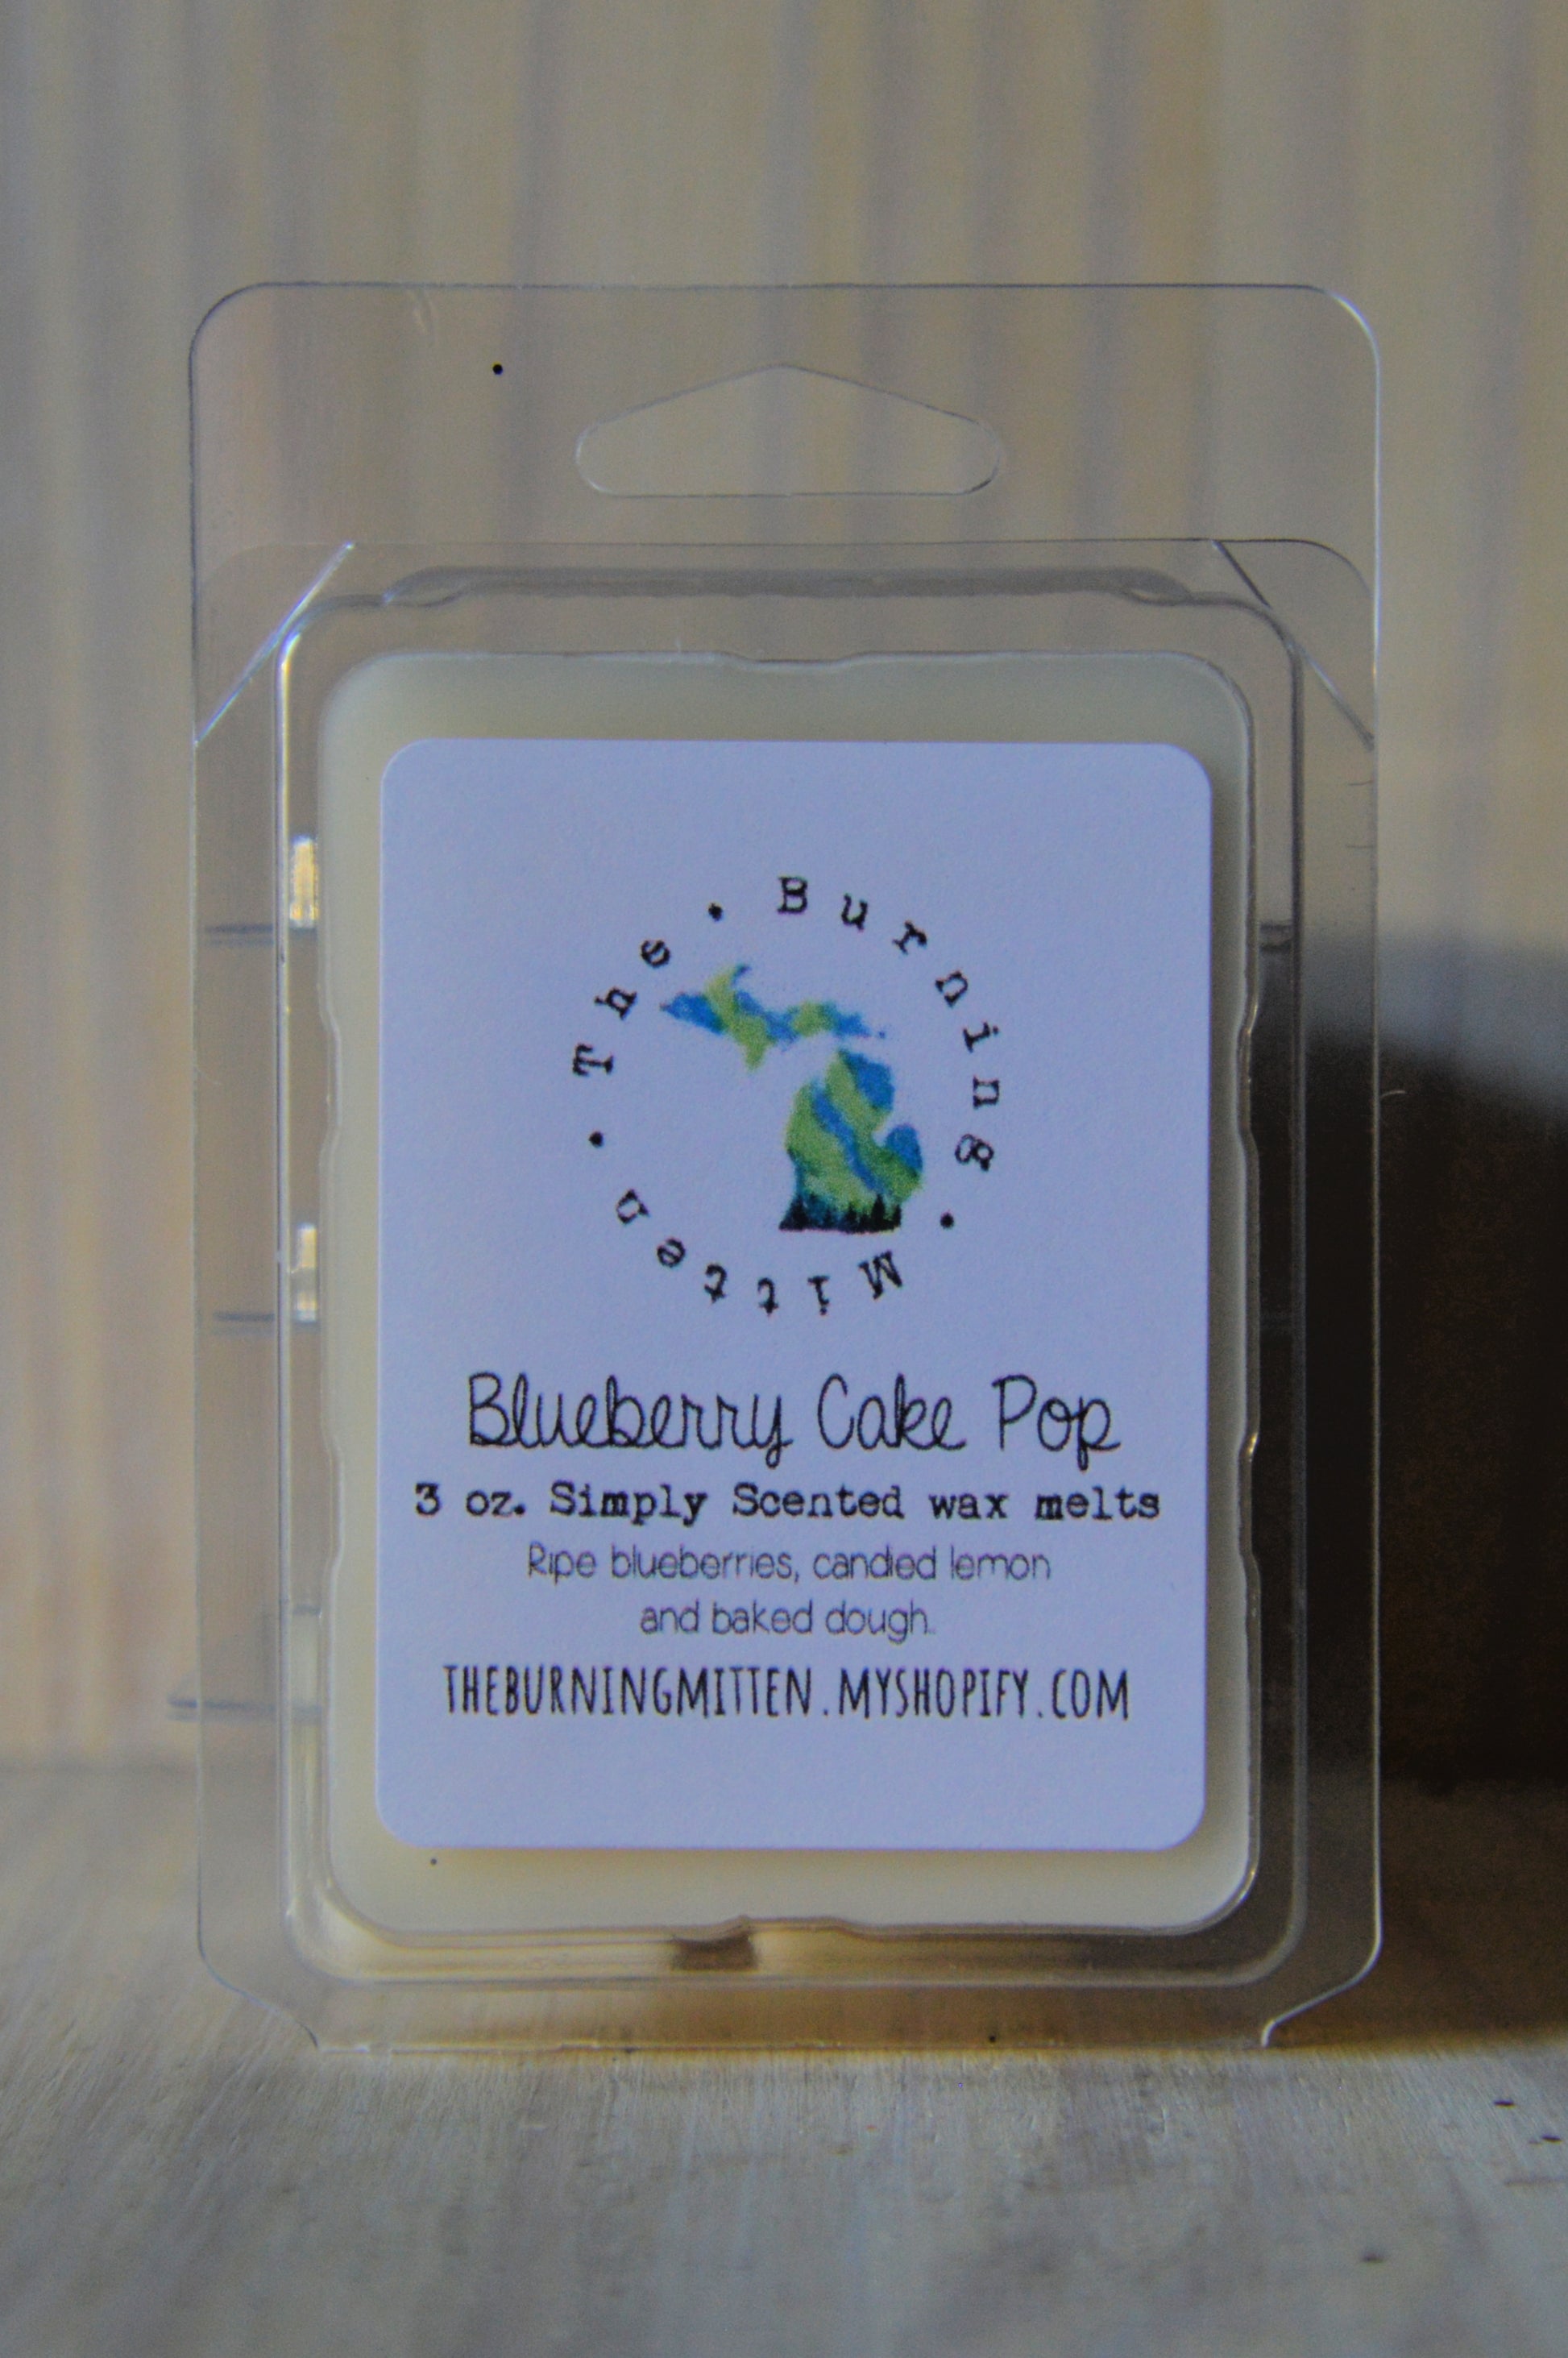 The • Burning • Mitten •
Blueberry Cake Pop
3 oz. Simply Scented wax melts
Ripe blueberries, candied lemon
and baked dough.
THEBURNINGMITTEN.MYSHOPIFY.COM